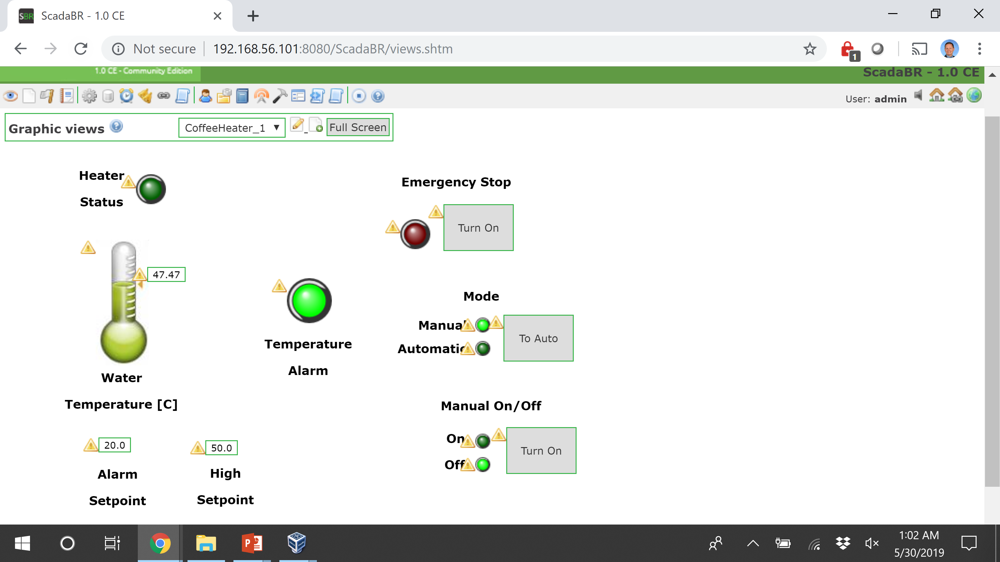 SBR ScadaBR - 1.0 CE
Not secure 192.168.56.101:8080/ScadaBR/views.shtm
1
1.0 CE - Community Edition
ScadaBR - 1.0 CE
User: admin
Graphic views
CoffeeHeater_1
Full Screen
Heater
Status
Emergency Stop
Turn On
47.47
Mode
Manual
Automatic
To Auto
Temperature
Alarm
Water
Temperature [C]
Manual On/Off
On
Off
Turn On
20.0
50.0
Alarm
Setpoint
High
Setpoint
P
1:02 AM
5/30/2019